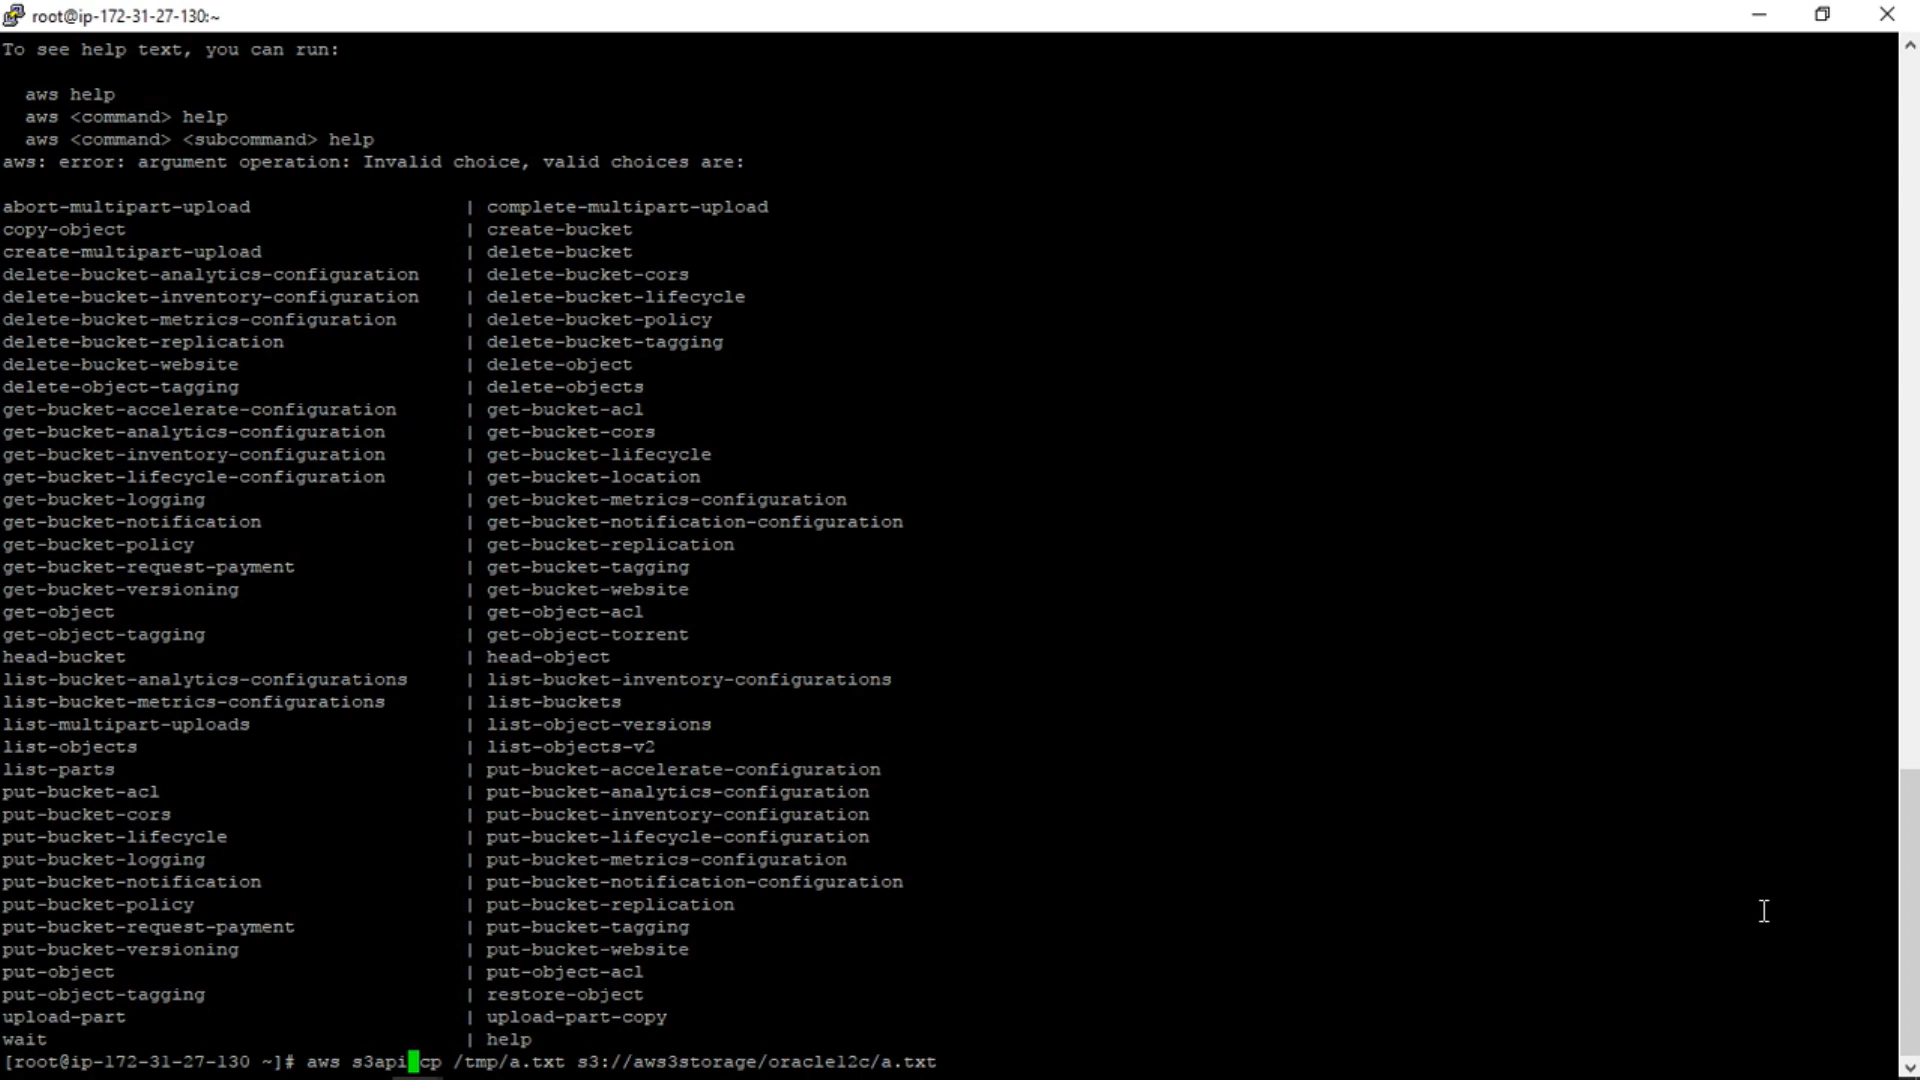 root@ip-172-31-27-130:~
To see help text, you can run:
aws help
aws <command> help
aws <command> <subcommand> help
aws: error: argument operation: Invalid choice, valid choices are:
abort-multipart-upload | complete-multipart-upload
copy-object | create-bucket
create-multipart-upload | delete-bucket
delete-bucket-analytics-configuration | delete-bucket-cors
delete-bucket-inventory-configuration | delete-bucket-lifecycle
delete-bucket-metrics-configuration | delete-bucket-policy
delete-bucket-replication | delete-bucket-tagging
delete-bucket-website | delete-object
delete-object-tagging | delete-objects
get-bucket-accelerate-configuration | get-bucket-acl
get-bucket-analytics-configuration | get-bucket-cors
get-bucket-inventory-configuration | get-bucket-lifecycle
get-bucket-lifecycle-configuration | get-bucket-location
get-bucket-logging | get-bucket-metrics-configuration
get-bucket-notification | get-bucket-notification-configuration
get-bucket-policy | get-bucket-replication
get-bucket-request-payment | get-bucket-tagging
get-bucket-versioning | get-bucket-website
get-object | get-object-acl
get-object-tagging | get-object-torrent
head-bucket | head-object
list-bucket-analytics-configurations | list-bucket-inventory-configurations
list-bucket-metrics-configurations | list-buckets
list-multipart-uploads | list-object-versions
list-objects | list-objects-v2
list-parts | put-bucket-accelerate-configuration
put-bucket-acl | put-bucket-analytics-configuration
put-bucket-cors | put-bucket-inventory-configuration
put-bucket-lifecycle | put-bucket-lifecycle-configuration
put-bucket-logging | put-bucket-metrics-configuration
put-bucket-notification | put-bucket-notification-configuration
put-bucket-policy | put-bucket-replication
put-bucket-request-payment | put-bucket-tagging
put-bucket-versioning | put-bucket-website
put-object | put-object-acl
put-object-tagging | restore-object
upload-part | upload-part-copy
wait | help
[root@ip-172-31-27-130 ~]# aws s3api cp /tmp/a.txt s3://aws3storage/oracle12c/a.txt